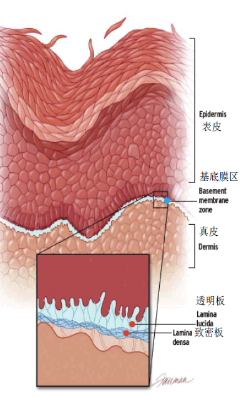 Epidermis
表皮
基底膜区
Basement
membrane
zone
真皮
Dermis
透明板
Lamina
lucida
Lamina 致密板
densa